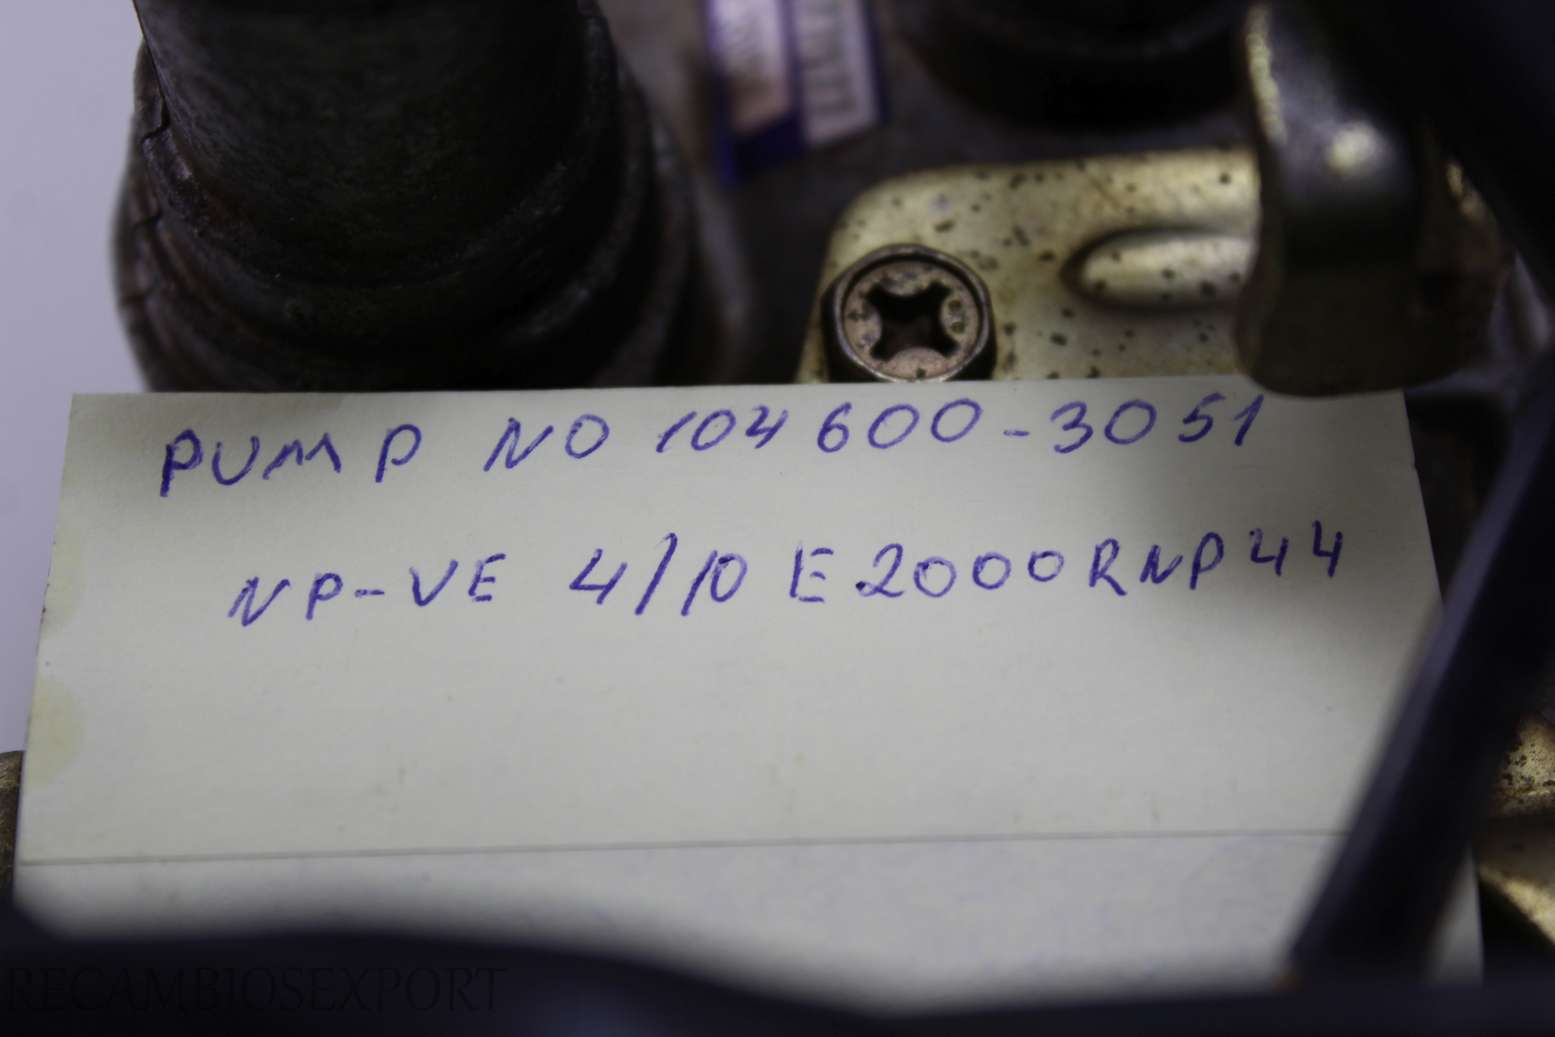 PUMP NO 104600-3051
NP-VE 4/10 E2000RNP44
RECAMBIOSEXPORT